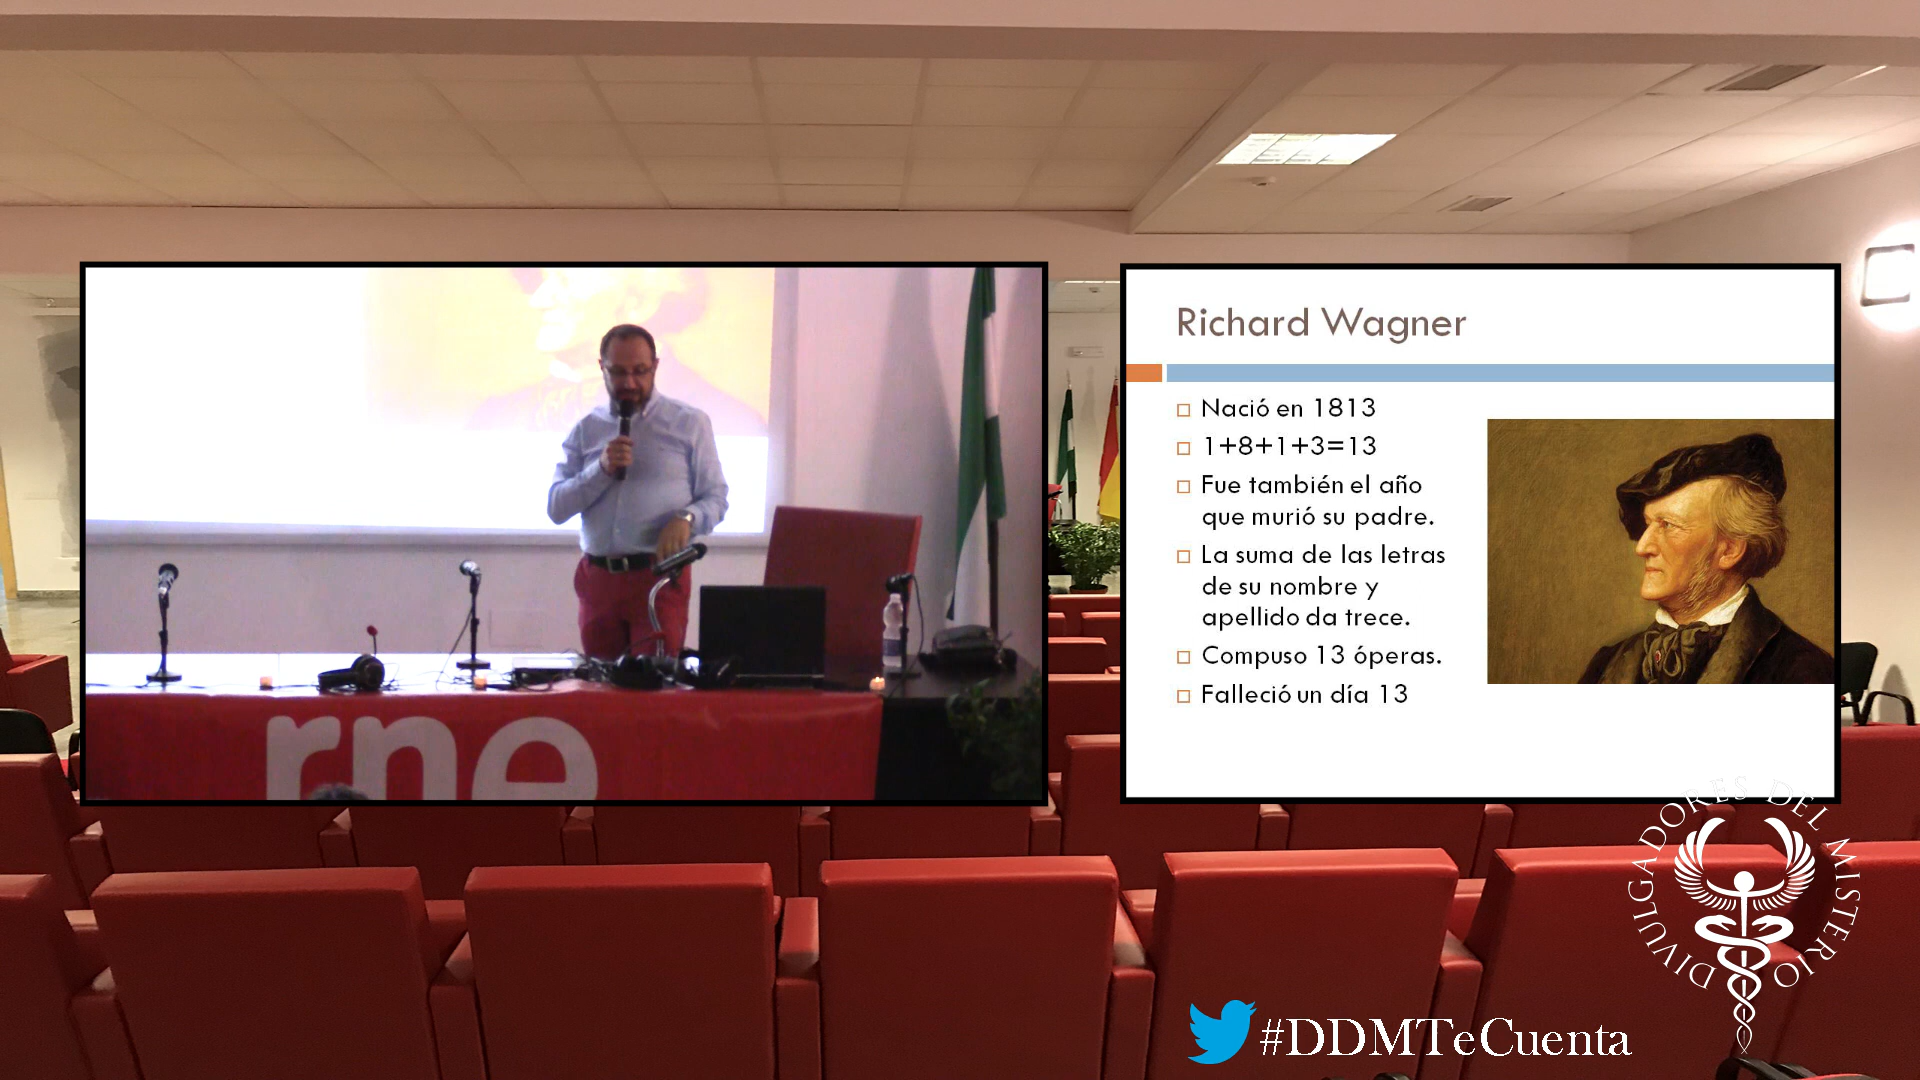 Richard Wagner
Nació en 1813
1+8+1+3=13
Fue también el año
que murió su padre.
La suma de las letras
de su nombre y
apellido da trece.
Compuso 13 óperas.
Falleció un día 13
rne
DIVULGADORES DEL MISTERIO
#DDMTeCuenta